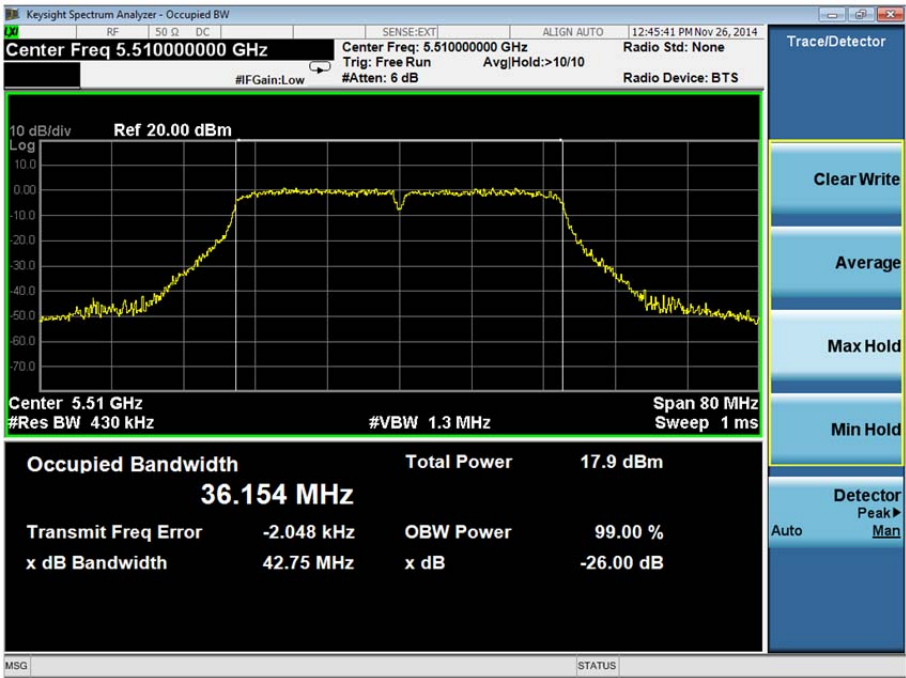 Keysight Spectrum Analyzer - Occupied BW
LXI RF 50 Ω DC SENSE:EXT ALIGN AUTO 12:45:41 PM Nov 26, 2014
Center Freq 5.510000000 GHz
Center Freq: 5.510000000 GHz
Radio Std: None
Trig: Free Run Avg|Hold:>10/10
#IFGain:Low
#Atten: 6 dB
Radio Device: BTS
Trace/Detector
10 dB/div Ref 20.00 dBm
Log
10.0
0.00
-10.0
-20.0
-30.0
-40.0
-50.0
-60.0
-70.0
Center 5.51 GHz Span 80 MHz
#Res BW 430 kHz #VBW 1.3 MHz Sweep 1 ms
Occupied Bandwidth Total Power 17.9 dBm
36.154 MHz
Transmit Freq Error -2.048 kHz OBW Power 99.00 %
x dB Bandwidth 42.75 MHz x dB -26.00 dB
Clear Write
Average
Max Hold
Min Hold
Detector
Peak▶
Auto Man
MSG STATUS